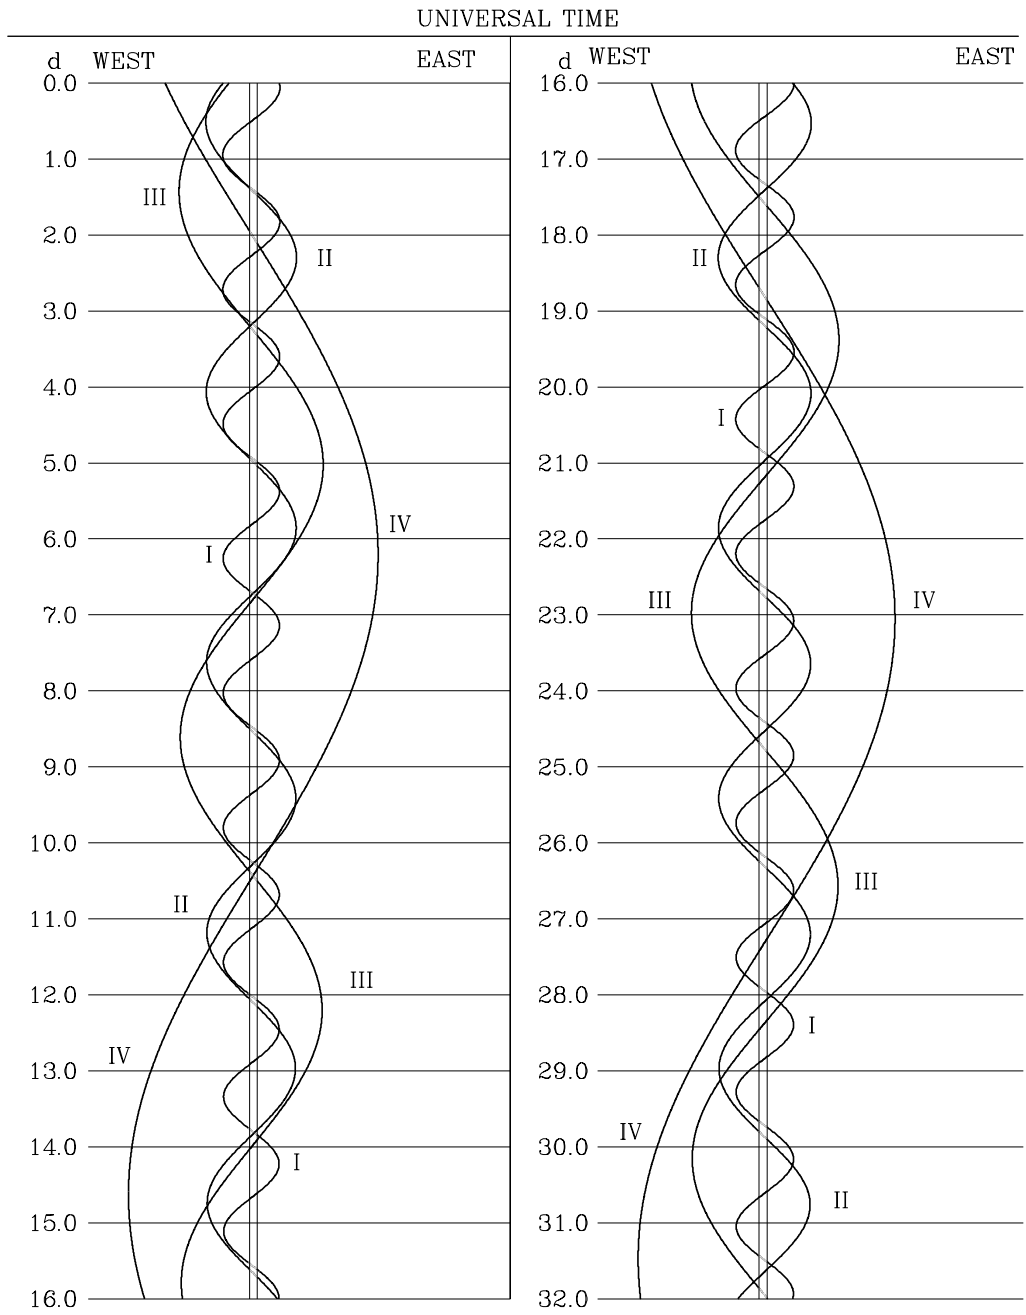 UNIVERSAL TIME
d WEST EAST
0.0
1.0
III
2.0
II
3.0
4.0
5.0
IV
6.0
I
7.0
8.0
9.0
10.0
II
11.0
III
12.0
IV
13.0
14.0
I
15.0
16.0
d WEST EAST
16.0
17.0
18.0
II
19.0
20.0
I
21.0
22.0
III IV
23.0
24.0
25.0
26.0
III
27.0
28.0
I
29.0
IV
30.0
II
31.0
32.0